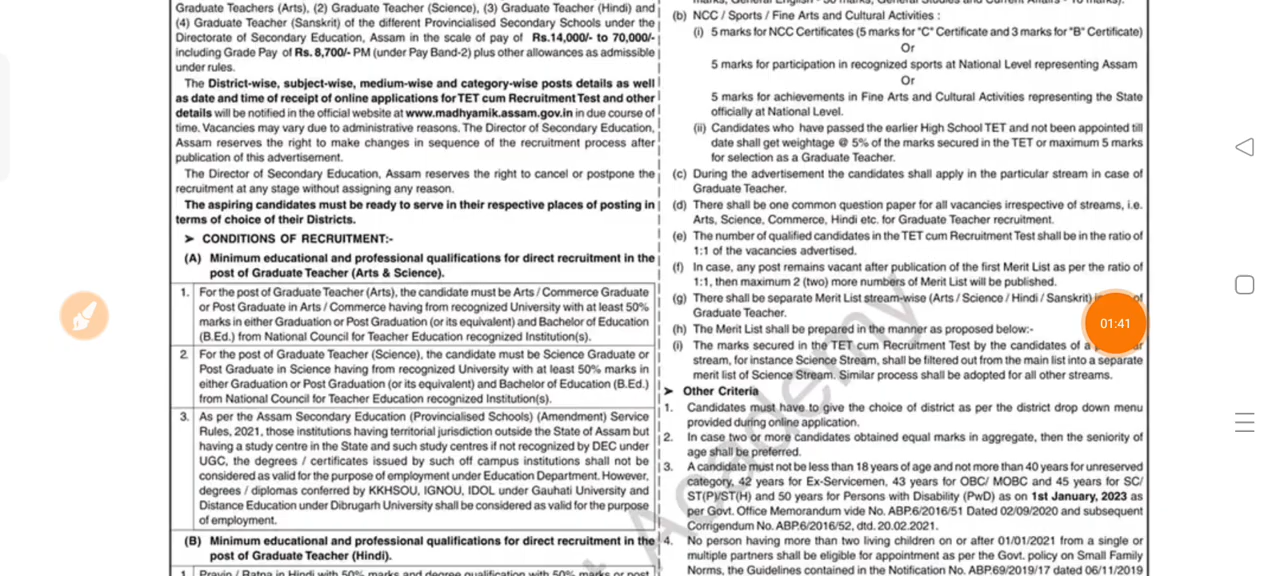 Graduate Teachers (Arts), (2) Graduate Teacher (Science), (3) Graduate Teacher (Hindi) and
(4) Graduate Teacher (Sanskrit) of the different Provincialised Secondary Schools under the
Directorate of Secondary Education, Assam in the scale of pay of Rs.14,000/- to 70,000/-
including Grade Pay of Rs. 8,700/- PM (under Pay Band-2) plus other allowances as admissible
under rules.
The District-wise, subject-wise, medium-wise and category-wise posts details as well
as date and time of receipt of online applications for TET cum Recruitment Test and other
details will be notified in the official website at www.madhyamik.assam.gov.in in due course of
time. Vacancies may vary due to administrative reasons. The Director of Secondary Education,
Assam reserves the right to make changes in sequence of the recruitment process after
publication of this advertisement.
The Director of Secondary Education, Assam reserves the right to cancel or postpone the
recruitment at any stage without assigning any reason.
The aspiring candidates must be ready to serve in their respective places of posting in
terms of choice of their Districts.
➤ CONDITIONS OF RECRUITMENT:-
(A) Minimum educational and professional qualifications for direct recruitment in the
post of Graduate Teacher (Arts & Science).
1. For the post of Graduate Teacher (Arts), the candidate must be Arts / Commerce Graduate
or Post Graduate in Arts / Commerce having from recognized University with at least 50%
marks in either Graduation or Post Graduation (or its equivalent) and Bachelor of Education
(B.Ed.) from National Council for Teacher Education recognized Institution(s).
2. For the post of Graduate Teacher (Science), the candidate must be Science Graduate or
Post Graduate in Science having from recognized University with at least 50% marks in
either Graduation or Post Graduation (or its equivalent) and Bachelor of Education (B.Ed.)
from National Council for Teacher Education recognized Institution(s).
3. As per the Assam Secondary Education (Provincialised Schools) (Amendment) Service
Rules, 2021, those institutions having territorial jurisdiction outside the State of Assam but
having a study centre in the State and such study centres if not recognized by DEC under
UGC, the degrees / certificates issued by such off campus institutions shall not be
considered as valid for the purpose of employment under Education Department. However,
degrees / diplomas conferred by KKHSOU, IGNOU, IDOL under Gauhati University and
Distance Education under Dibrugarh University shall be considered as valid for the purpose
of employment.
(B) Minimum educational and professional qualifications for direct recruitment in the
post of Graduate Teacher (Hindi).
1. Pravin / Ratna in Hindi with 50% marks and degree qualification with 50% marks or post
(b) NCC / Sports / Fine Arts and Cultural Activities :
(i) 5 marks for NCC Certificates (5 marks for "C" Certificate and 3 marks for "B" Certificate)
Or
5 marks for participation in recognized sports at National Level representing Assam
Or
5 marks for achievements in Fine Arts and Cultural Activities representing the State
officially at National Level.
(ii) Candidates who have passed the earlier High School TET and not been appointed till
date shall get weightage @ 5% of the marks secured in the TET or maximum 5 marks
for selection as a Graduate Teacher.
(c) During the advertisement the candidates shall apply in the particular stream in case of
Graduate Teacher.
(d) There shall be one common question paper for all vacancies irrespective of streams, i.e.
Arts, Science, Commerce, Hindi etc. for Graduate Teacher recruitment.
(e) The number of qualified candidates in the TET cum Recruitment Test shall be in the ratio of
1:1 of the vacancies advertised.
(f) In case, any post remains vacant after publication of the first Merit List as per the ratio of
1:1, then maximum 2 (two) more numbers of Merit List will be published.
(g) There shall be separate Merit List stream-wise (Arts / Science / Hindi / Sanskrit) of
Graduate Teacher.
(h) The Merit List shall be prepared in the manner as proposed below:-
(i) The marks secured in the TET cum Recruitment Test by the candidates of a
stream, for instance Science Stream, shall be filtered out from the main list into a separate
merit list of Science Stream. Similar process shall be adopted for all other streams.
➤ Other Criteria
1. Candidates must have to give the choice of district as per the district drop down menu
provided during online application.
2. In case two or more candidates obtained equal marks in aggregate, then the seniority of
age shall be preferred.
3. A candidate must not be less than 18 years of age and not more than 40 years for unreserved
category, 42 years for Ex-Servicemen, 43 years for OBC/ MOBC and 45 years for SC/
ST(P)/ST(H) and 50 years for Persons with Disability (PwD) as on 1st January, 2023 as
per Govt. Office Memorandum vide No. ABP.6/2016/51 Dated 02/09/2020 and subsequent
Corrigendum No. ABP.6/2016/52, dtd. 20.02.2021.
4. No person having more than two living children on or after 01/01/2021 from a single or
multiple partners shall be eligible for appointment as per the Govt. policy on Small Family
Norms, the Guidelines contained in the Notification No. ABP.69/2019/17 dated 06/11/2019
Academy
01:41